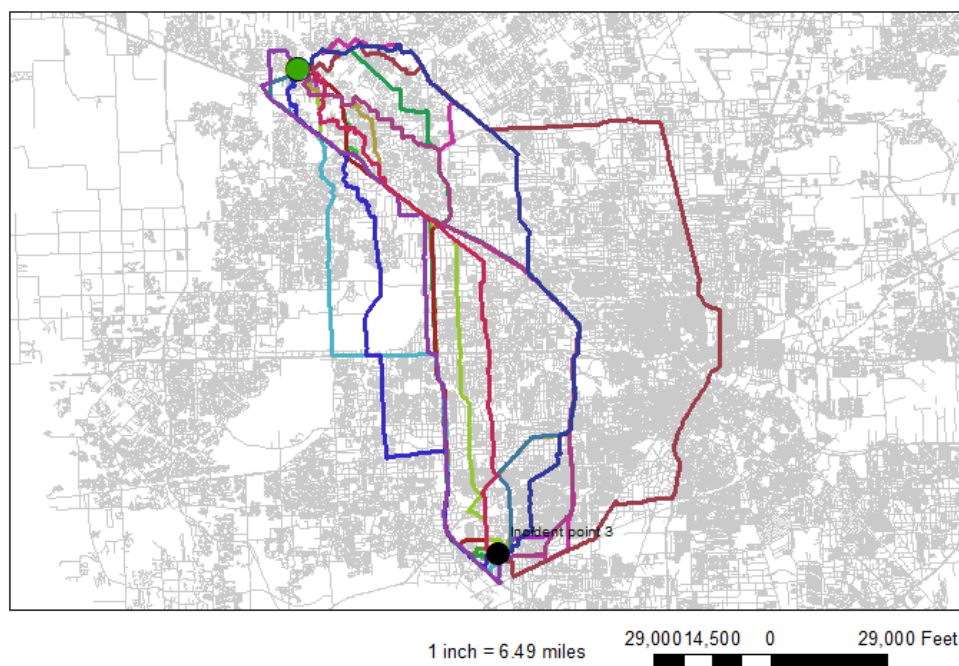 Incident point 3
1 inch = 6.49 miles
29,000 14,500 0 29,000 Feet